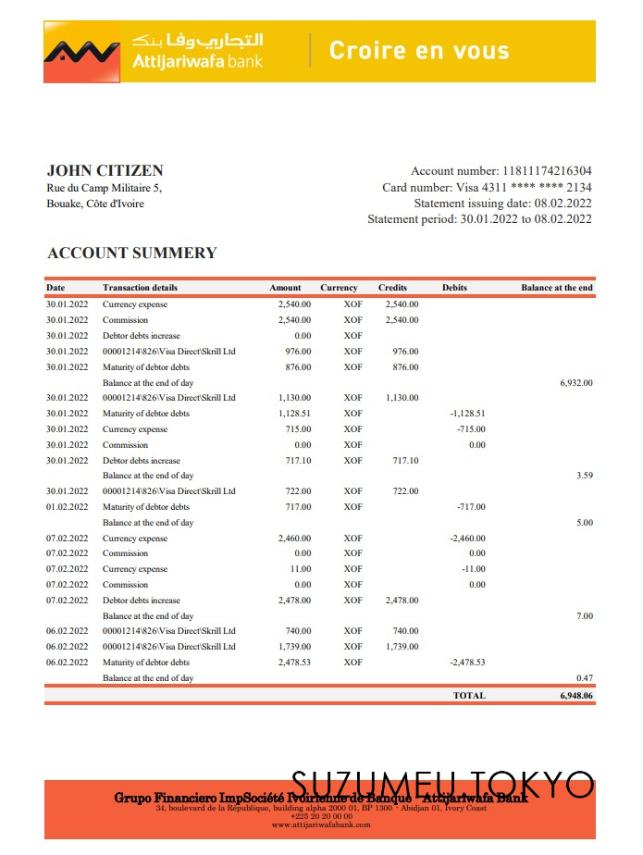 التجاري وفا بنك
Attijariwafa bank
Croire en vous
JOHN CITIZEN
Rue du Camp Militaire 5,
Bouake, Côte d'Ivoire
Account number: 11811174216304
Card number: Visa 4311 **** **** 2134
Statement issuing date: 08.02.2022
Statement period: 30.01.2022 to 08.02.2022
ACCOUNT SUMMERY
Date Transaction details Amount Currency Credits Debits Balance at the end
30.01.2022 Currency expense 2,540.00 XOF 2,540.00
30.01.2022 Commission 2,540.00 XOF 2,540.00
30.01.2022 Debtor debts increase 0.00 XOF
30.01.2022 00001214\826\Visa Direct\Skrill Ltd 976.00 XOF 976.00
30.01.2022 Maturity of debtor debts 876.00 XOF 876.00
Balance at the end of day 6,932.00
30.01.2022 00001214\826\Visa Direct\Skrill Ltd 1,130.00 XOF 1,130.00
30.01.2022 Maturity of debtor debts 1,128.51 XOF -1,128.51
30.01.2022 Currency expense 715.00 XOF -715.00
30.01.2022 Commission 0.00 XOF 0.00
30.01.2022 Debtor debts increase 717.10 XOF 717.10
Balance at the end of day 3.59
30.01.2022 00001214\826\Visa Direct\Skrill Ltd 722.00 XOF 722.00
01.02.2022 Maturity of debtor debts 717.00 XOF -717.00
Balance at the end of day 5.00
07.02.2022 Currency expense 2,460.00 XOF -2,460.00
07.02.2022 Commission 0.00 XOF 0.00
07.02.2022 Currency expense 11.00 XOF -11.00
07.02.2022 Commission 0.00 XOF 0.00
07.02.2022 Debtor debts increase 2,478.00 XOF 2,478.00
Balance at the end of day 7.00
06.02.2022 00001214\826\Visa Direct\Skrill Ltd 740.00 XOF 740.00
06.02.2022 00001214\826\Visa Direct\Skrill Ltd 1,739.00 XOF 1,739.00
06.02.2022 Maturity of debtor debts 2,478.53 XOF -2,478.53
Balance at the end of day 0.47
TOTAL 6,948.06
SUZUMEU.TOKYO
Grupo Financiero ImpSociété Ivoirienne de Banque - Attijariwafa Bank
34, boulevard de la République, building alpha 2000 01, BP 1300 - Abidjan 01, Ivory Coast
+225 20 20 00 00
www.attijariwafabank.com